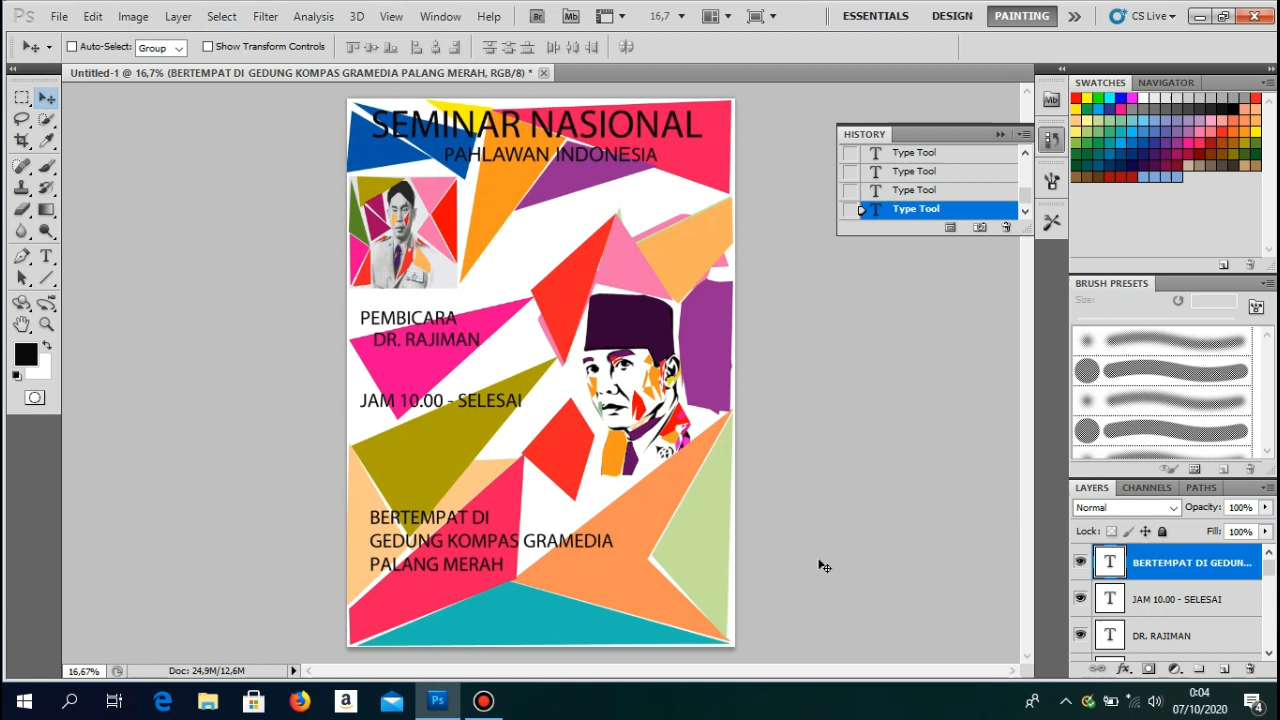 Ps File Edit Image Layer Select Filter Analysis 3D View Window Help Br Mb 16,7 ESSENTIALS DESIGN PAINTING CS Live
Auto-Select: Group Show Transform Controls
Untitled-1 @ 16,7% (BERTEMPAT DI GEDUNG KOMPAS GRAMEDIA PALANG MERAH, RGB/8) *
SEMINAR NASIONAL
PAHLAWAN INDONESIA
PEMBICARA
DR. RAJIMAN
JAM 10.00 - SELESAI
BERTEMPAT DI
GEDUNG KOMPAS GRAMEDIA
PALANG MERAH
HISTORY
Type Tool
Type Tool
Type Tool
Type Tool
Mb
SWATCHES NAVIGATOR
BRUSH PRESETS
Size:
LAYERS CHANNELS PATHS
Normal Opacity: 100%
Lock: Fill: 100%
T BERTEMPAT DI GEDUN...
T JAM 10.00 - SELESAI
T DR. RAJIMAN
16,67% Doc: 24,9M/12,6M
Ps
0:04
07/10/2020
4